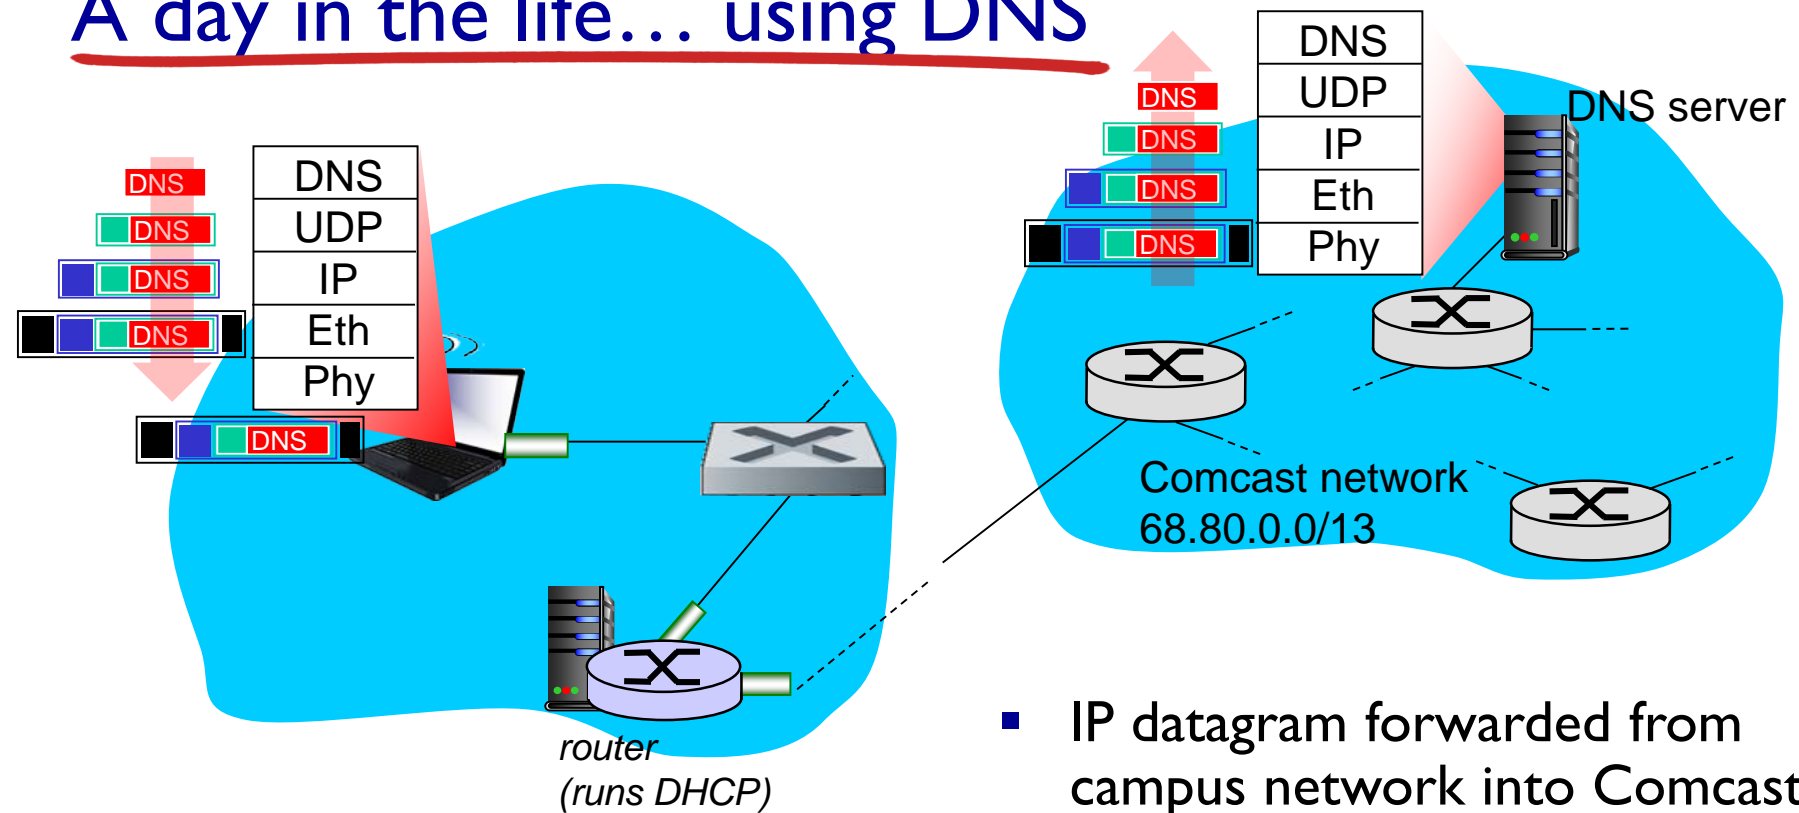 A day in the life… using DNS
DNS
UDP
IP
Eth
Phy
DNS
DNS
DNS
DNS
DNS
router
(runs DHCP)
DNS
UDP
IP
Eth
Phy
DNS
DNS
DNS
DNS
DNS server
Comcast network
68.80.0.0/13
IP datagram forwarded from
campus network into Comcast